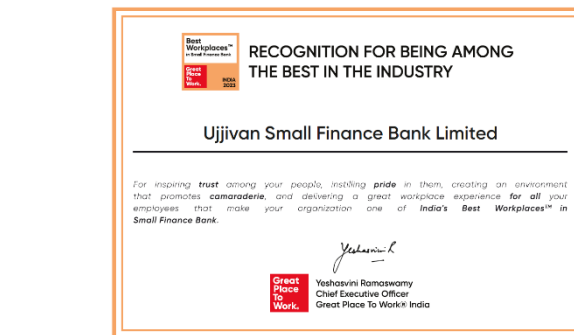 Best
Workplaces™
in Small Finance Bank
Great
Place
To
Work.
INDIA
2023
RECOGNITION FOR BEING AMONG
THE BEST IN THE INDUSTRY
Ujjivan Small Finance Bank Limited
For inspiring trust among your people, instilling pride in them, creating an environment
that promotes camaraderie, and delivering a great workplace experience for all your
employees that make your organization one of India's Best Workplaces™ in
Small Finance Bank.
Yeshasvini R
Great
Place
To
Work.
Yeshasvini Ramaswamy
Chief Executive Officer
Great Place To Work® India